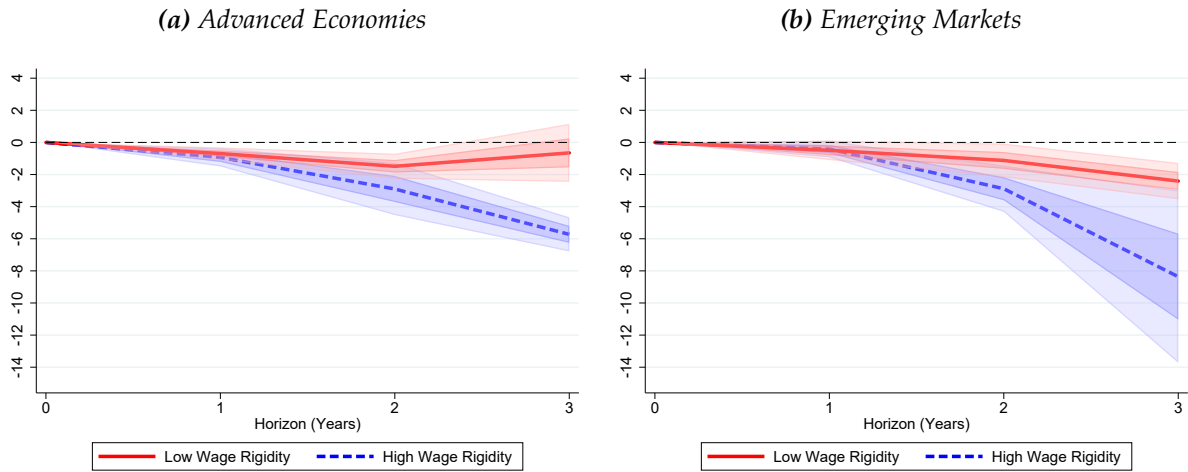 (a) Advanced Economies
4
2
0
-2
-4
-6
-8
-10
-12
-14
0 1 2 3
Horizon (Years)
Low Wage Rigidity High Wage Rigidity
(b) Emerging Markets
4
2
0
-2
-4
-6
-8
-10
-12
-14
0 1 2 3
Horizon (Years)
Low Wage Rigidity High Wage Rigidity